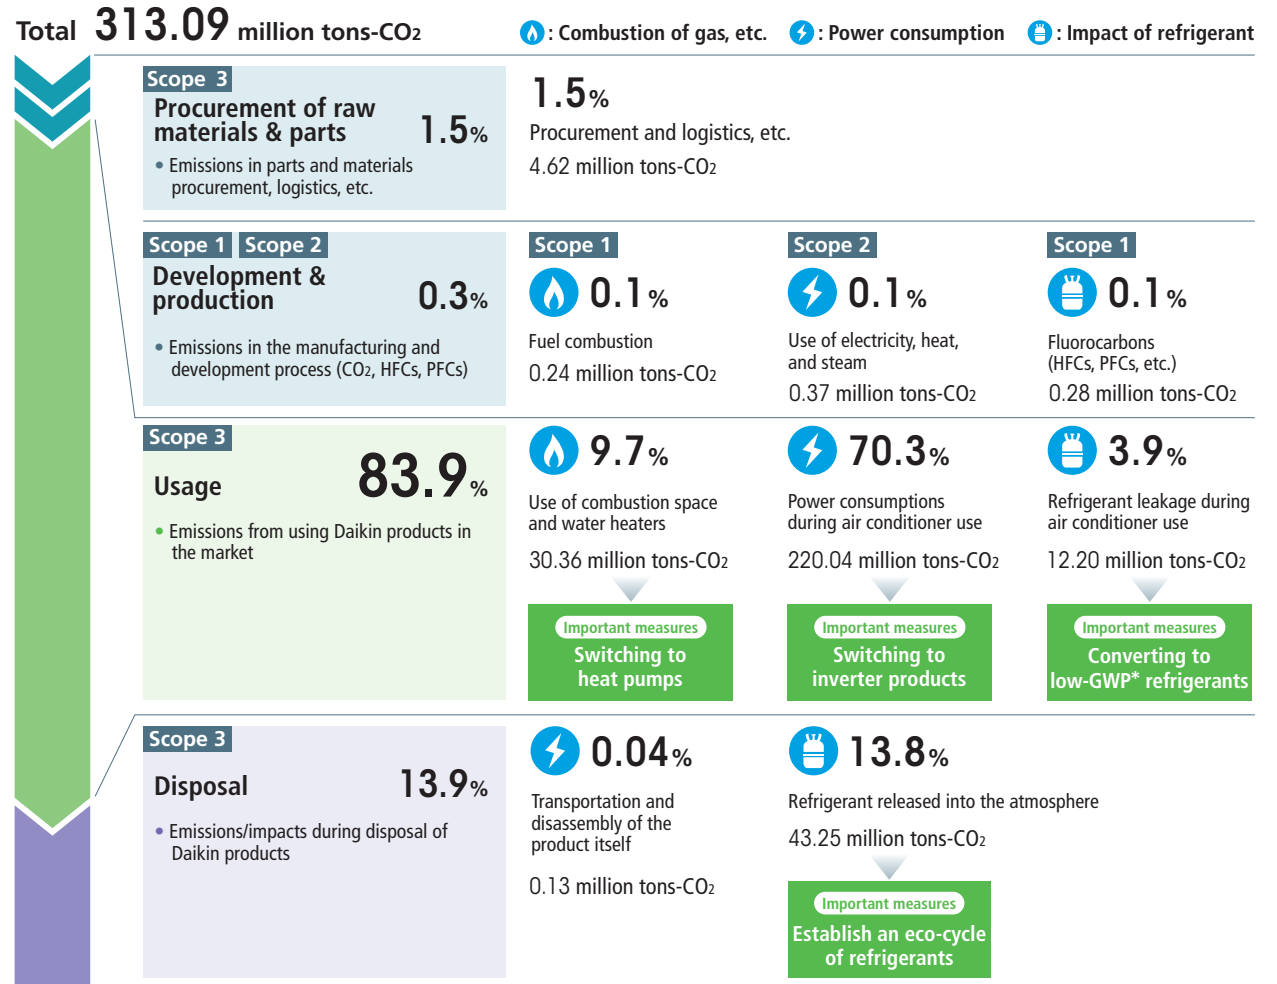 Total 313.09 million tons-CO2
: Combustion of gas, etc. : Power consumption : Impact of refrigerant
Scope 3
Procurement of raw
materials & parts 1.5%
• Emissions in parts and materials
procurement, logistics, etc.
1.5%
Procurement and logistics, etc.
4.62 million tons-CO2
Scope 1 Scope 2
Development &
production 0.3%
• Emissions in the manufacturing and
development process (CO2, HFCs, PFCs)
Scope 1
0.1%
Fuel combustion
0.24 million tons-CO2
Scope 2
0.1%
Use of electricity, heat,
and steam
0.37 million tons-CO2
Scope 1
0.1%
Fluorocarbons
(HFCs, PFCs, etc.)
0.28 million tons-CO2
Scope 3
Usage 83.9%
• Emissions from using Daikin products in
the market
9.7%
Use of combustion space
and water heaters
30.36 million tons-CO2
Important measures
Switching to
heat pumps
70.3%
Power consumptions
during air conditioner use
220.04 million tons-CO2
Important measures
Switching to
inverter products
3.9%
Refrigerant leakage during
air conditioner use
12.20 million tons-CO2
Important measures
Converting to
low-GWP* refrigerants
Scope 3
Disposal 13.9%
• Emissions/impacts during disposal of
Daikin products
0.04%
Transportation and
disassembly of the
product itself
0.13 million tons-CO2
13.8%
Refrigerant released into the atmosphere
43.25 million tons-CO2
Important measures
Establish an eco-cycle
of refrigerants